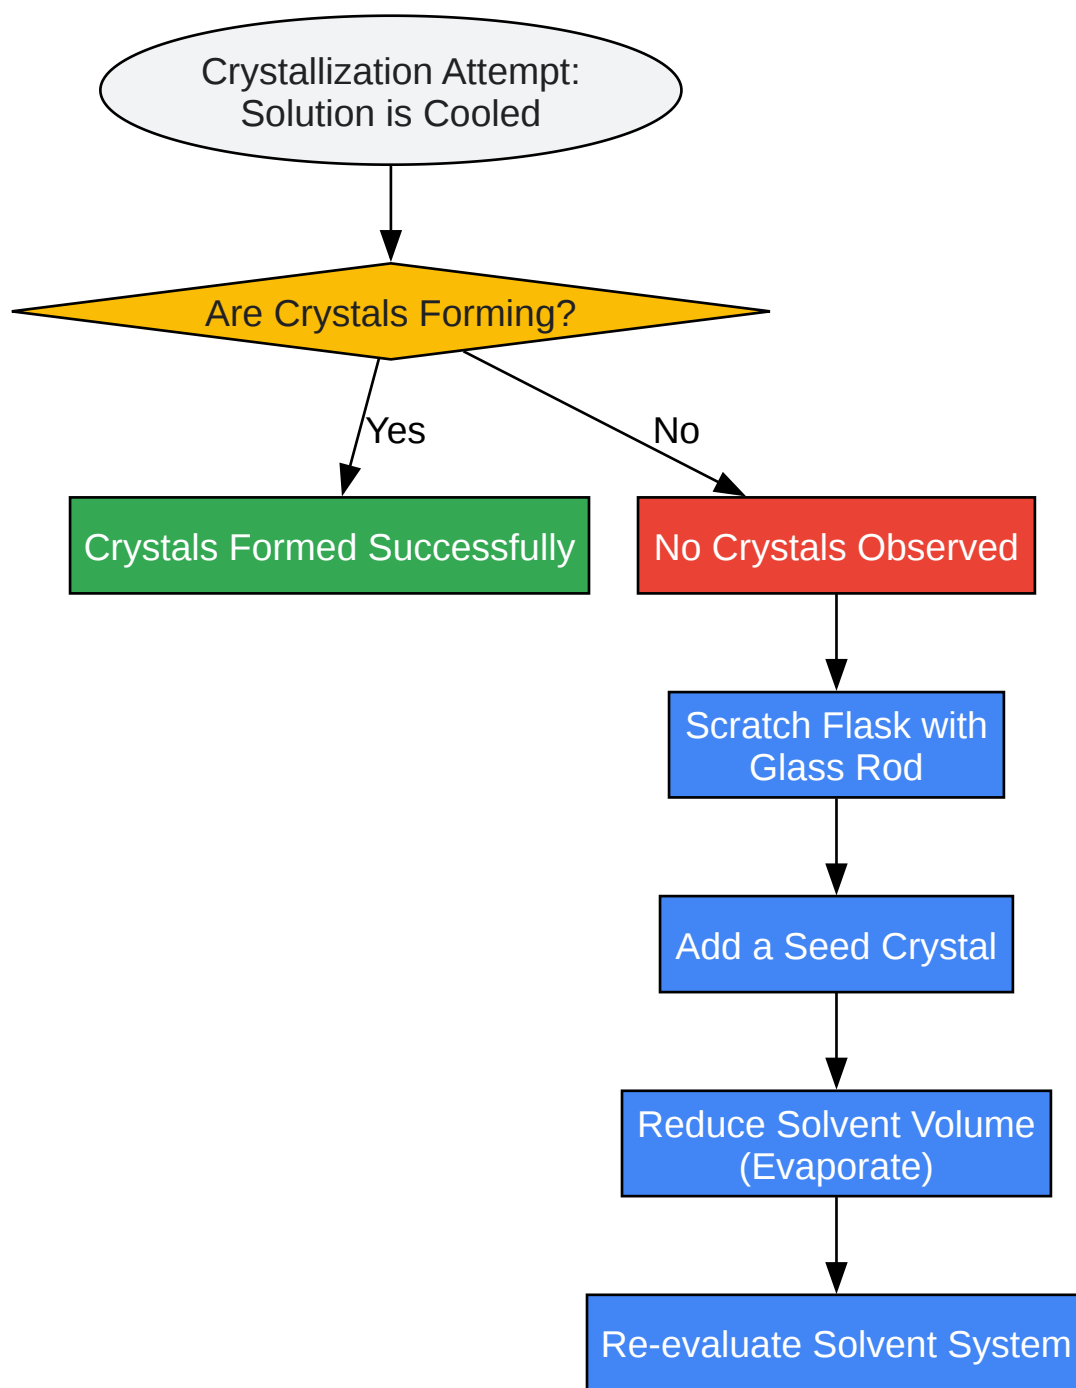 Crystallization Attempt:
Solution is Cooled
Are Crystals Forming?
Yes
No
Crystals Formed Successfully
No Crystals Observed
Scratch Flask with
Glass Rod
Add a Seed Crystal
Reduce Solvent Volume
(Evaporate)
Re-evaluate Solvent System